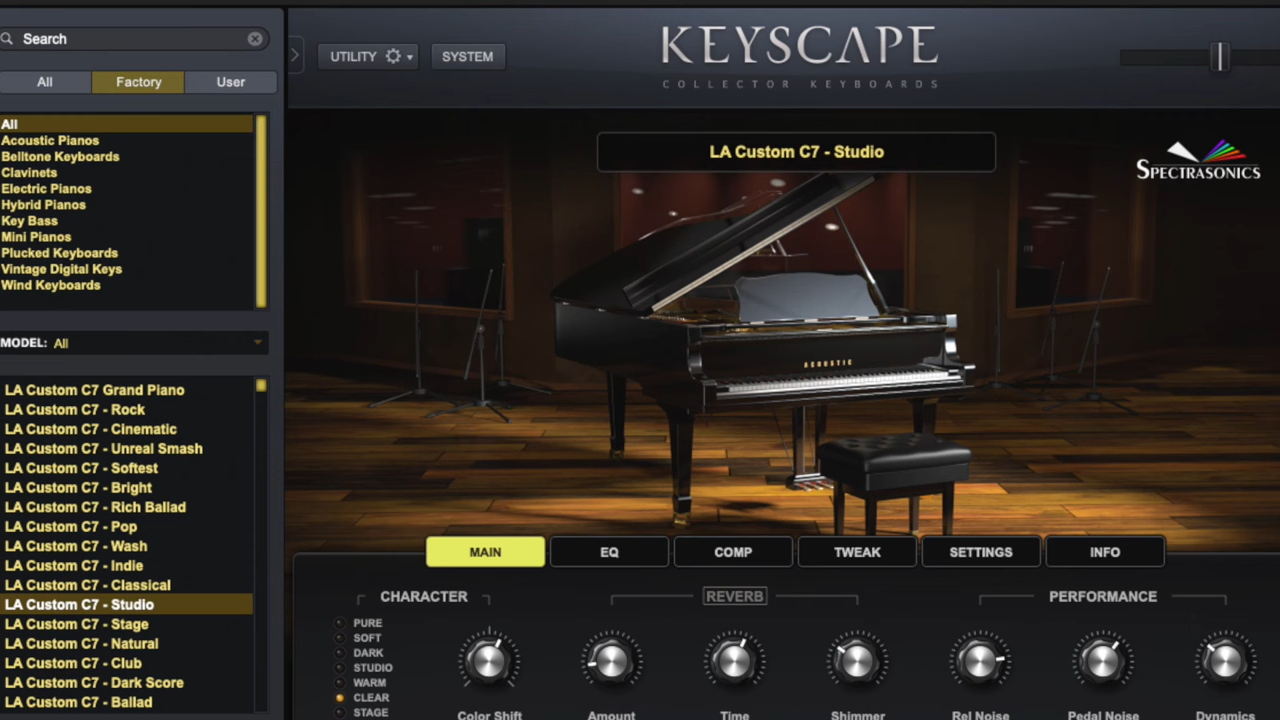 Search
All
Factory
User
All
Acoustic Pianos
Belltone Keyboards
Clavinets
Electric Pianos
Hybrid Pianos
Key Bass
Mini Pianos
Plucked Keyboards
Vintage Digital Keys
Wind Keyboards
MODEL: All
LA Custom C7 Grand Piano
LA Custom C7 - Rock
LA Custom C7 - Cinematic
LA Custom C7 - Unreal Smash
LA Custom C7 - Softest
LA Custom C7 - Bright
LA Custom C7 - Rich Ballad
LA Custom C7 - Pop
LA Custom C7 - Wash
LA Custom C7 - Indie
LA Custom C7 - Classical
LA Custom C7 - Studio
LA Custom C7 - Stage
LA Custom C7 - Natural
LA Custom C7 - Club
LA Custom C7 - Dark Score
LA Custom C7 - Ballad
UTILITY
SYSTEM
KEYSCAPE
COLLECTOR KEYBOARDS
LA Custom C7 - Studio
SPECTRASONICS
ACOUSTIC
MAIN
EQ
COMP
TWEAK
SETTINGS
INFO
CHARACTER
PURE
SOFT
DARK
STUDIO
WARM
CLEAR
STAGE
Color Shift
REVERB
Amount
Time
Shimmer
PERFORMANCE
Rel Noise
Pedal Noise
Dynamics